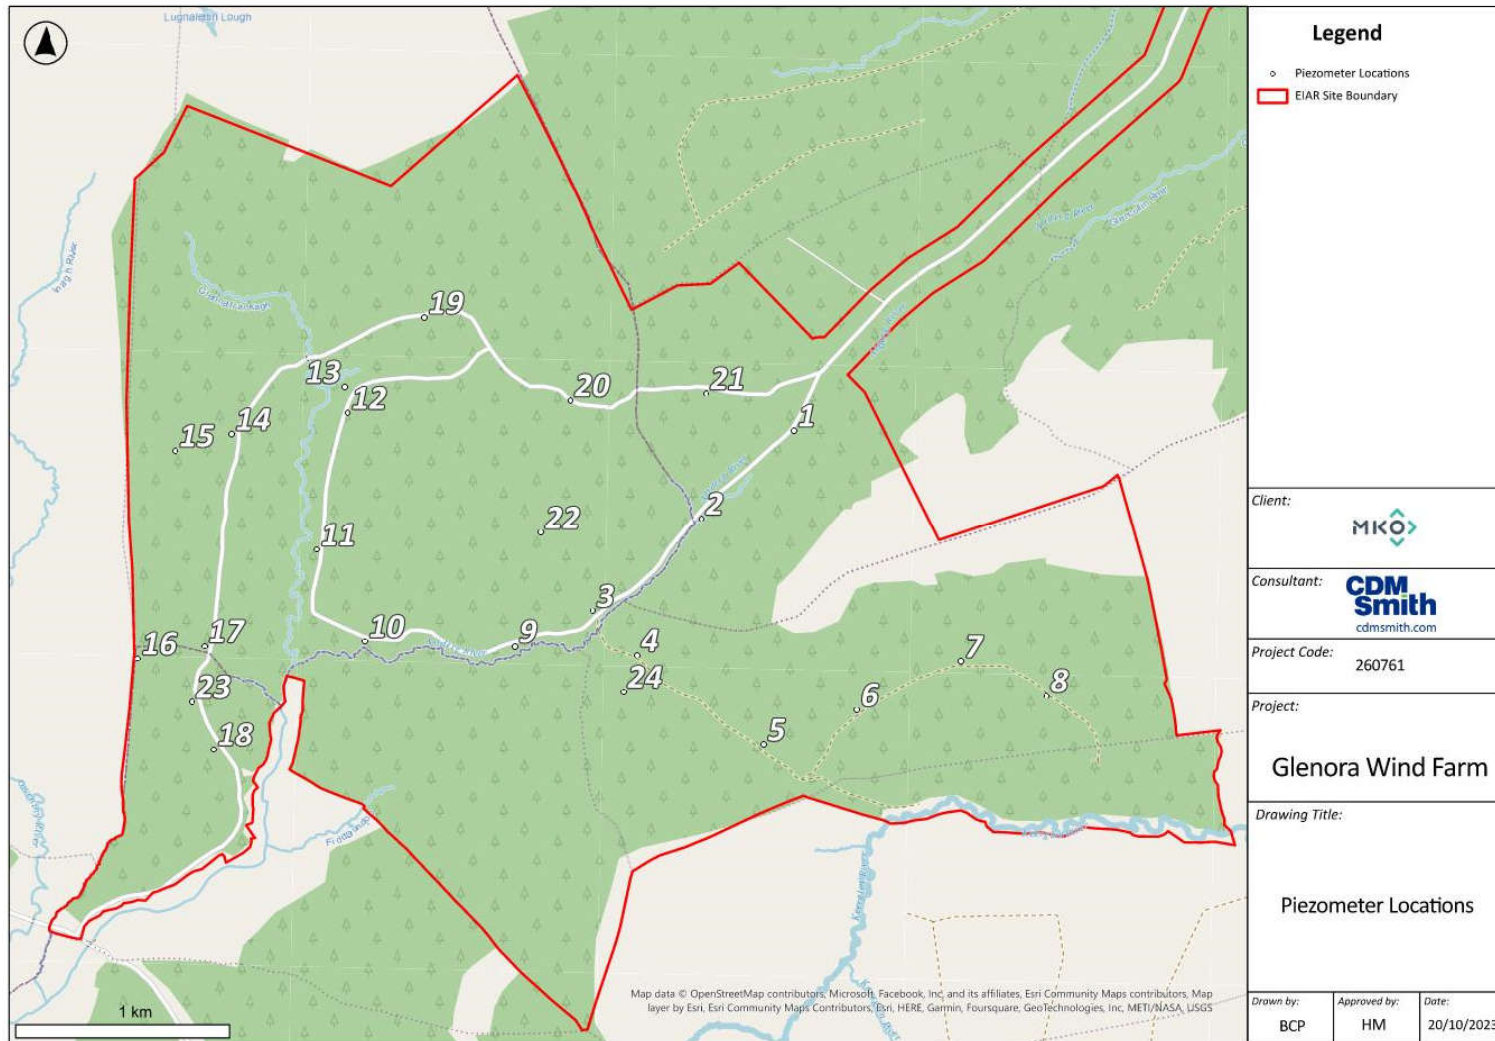 Lugnalettin Lough
Legend
Piezometer Locations
EIAR Site Boundary
19
13
12
20
21
14
15
1
2
22
11
3
10
9
4
16
17
7
24
23
6
8
5
18
Client:
MKO
Consultant:
CDM
Smith
cdmsmith.com
Project Code:
260761
Project:
Glenora Wind Farm
Drawing Title:
Piezometer Locations
1 km
Map data © OpenStreetMap contributors, Microsoft, Facebook, Inc. and its affiliates, Esri Community Maps contributors, Map
layer by Esri, Esri Community Maps Contributors, Esri, HERE, Garmin, Foursquare, GeoTechnologies, Inc, METI/NASA, USGS
Drawn by:
BCP
Approved by:
HM
Date:
20/10/2023